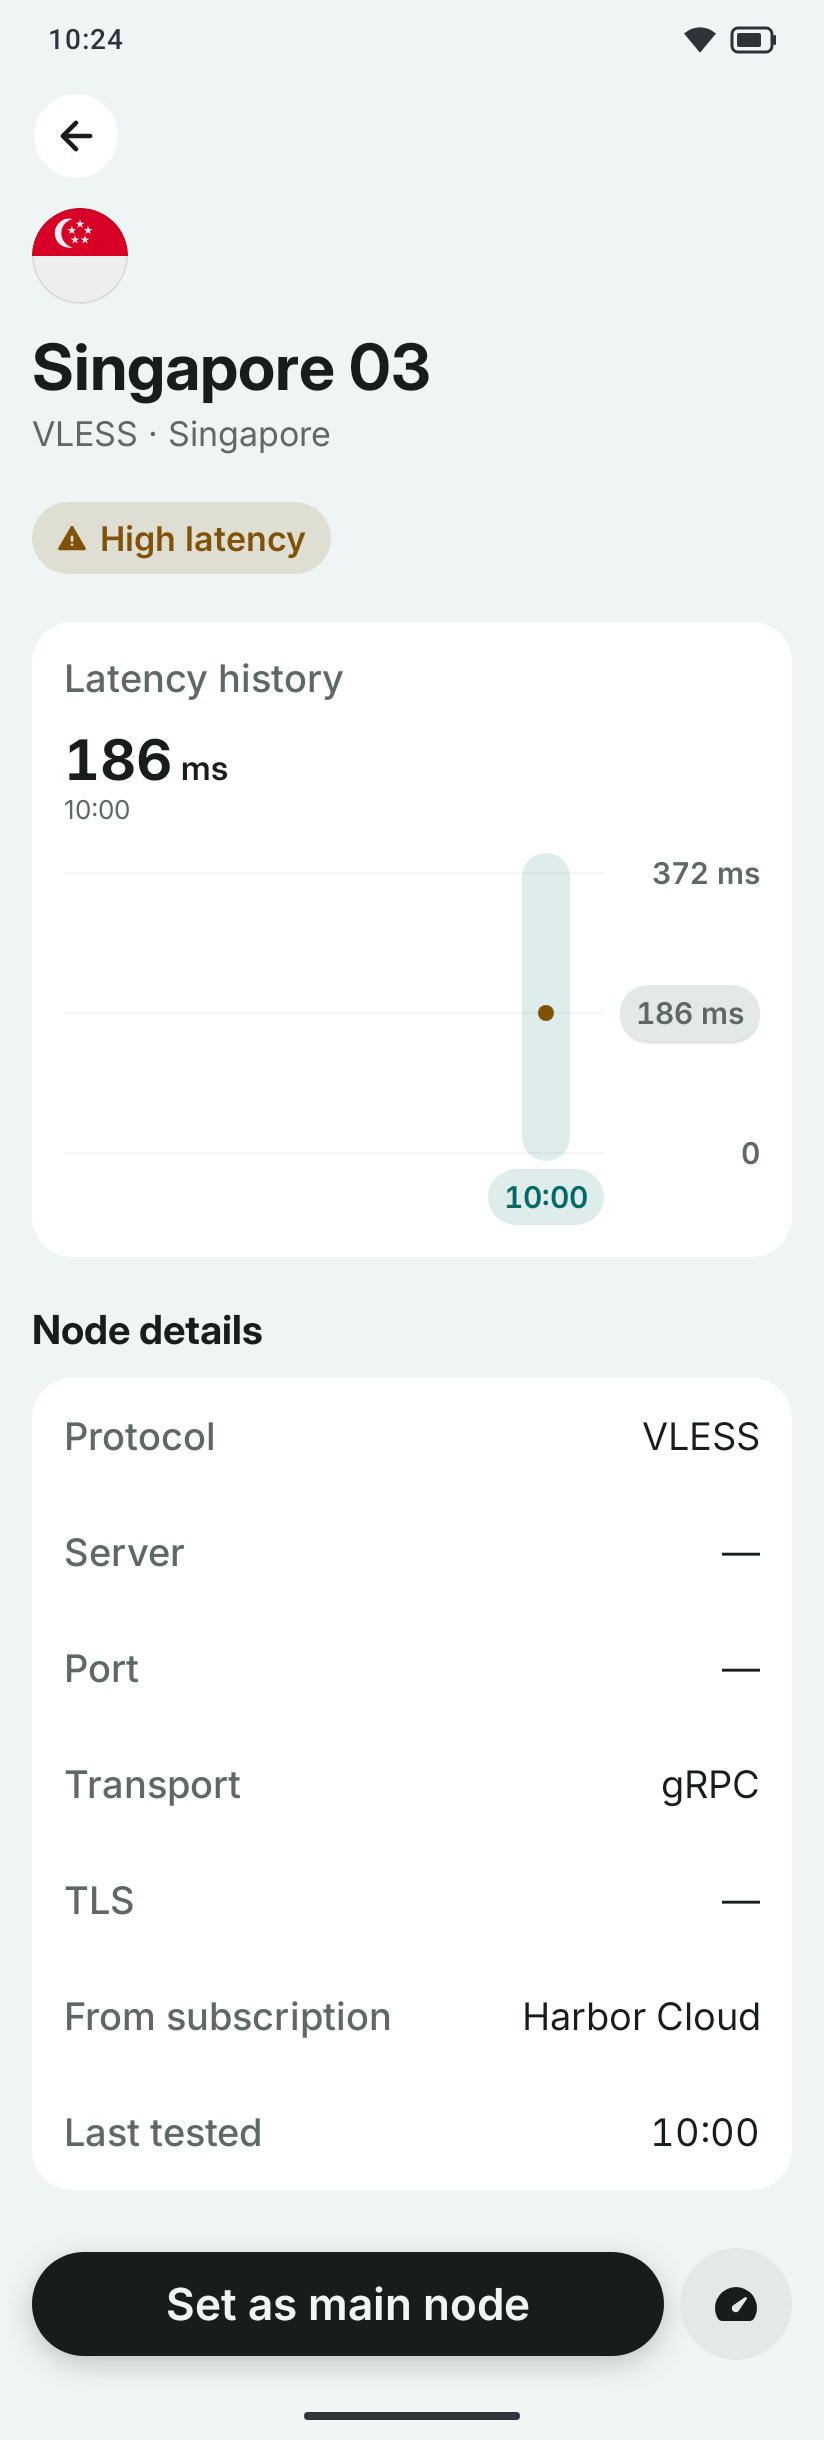 10:24
Singapore 03
VLESS · Singapore
High latency
Latency history
186 ms
10:00
372 ms
186 ms
0
10:00
Node details
Protocol VLESS
Server —
Port —
Transport gRPC
TLS —
From subscription Harbor Cloud
Last tested 10:00
Set as main node